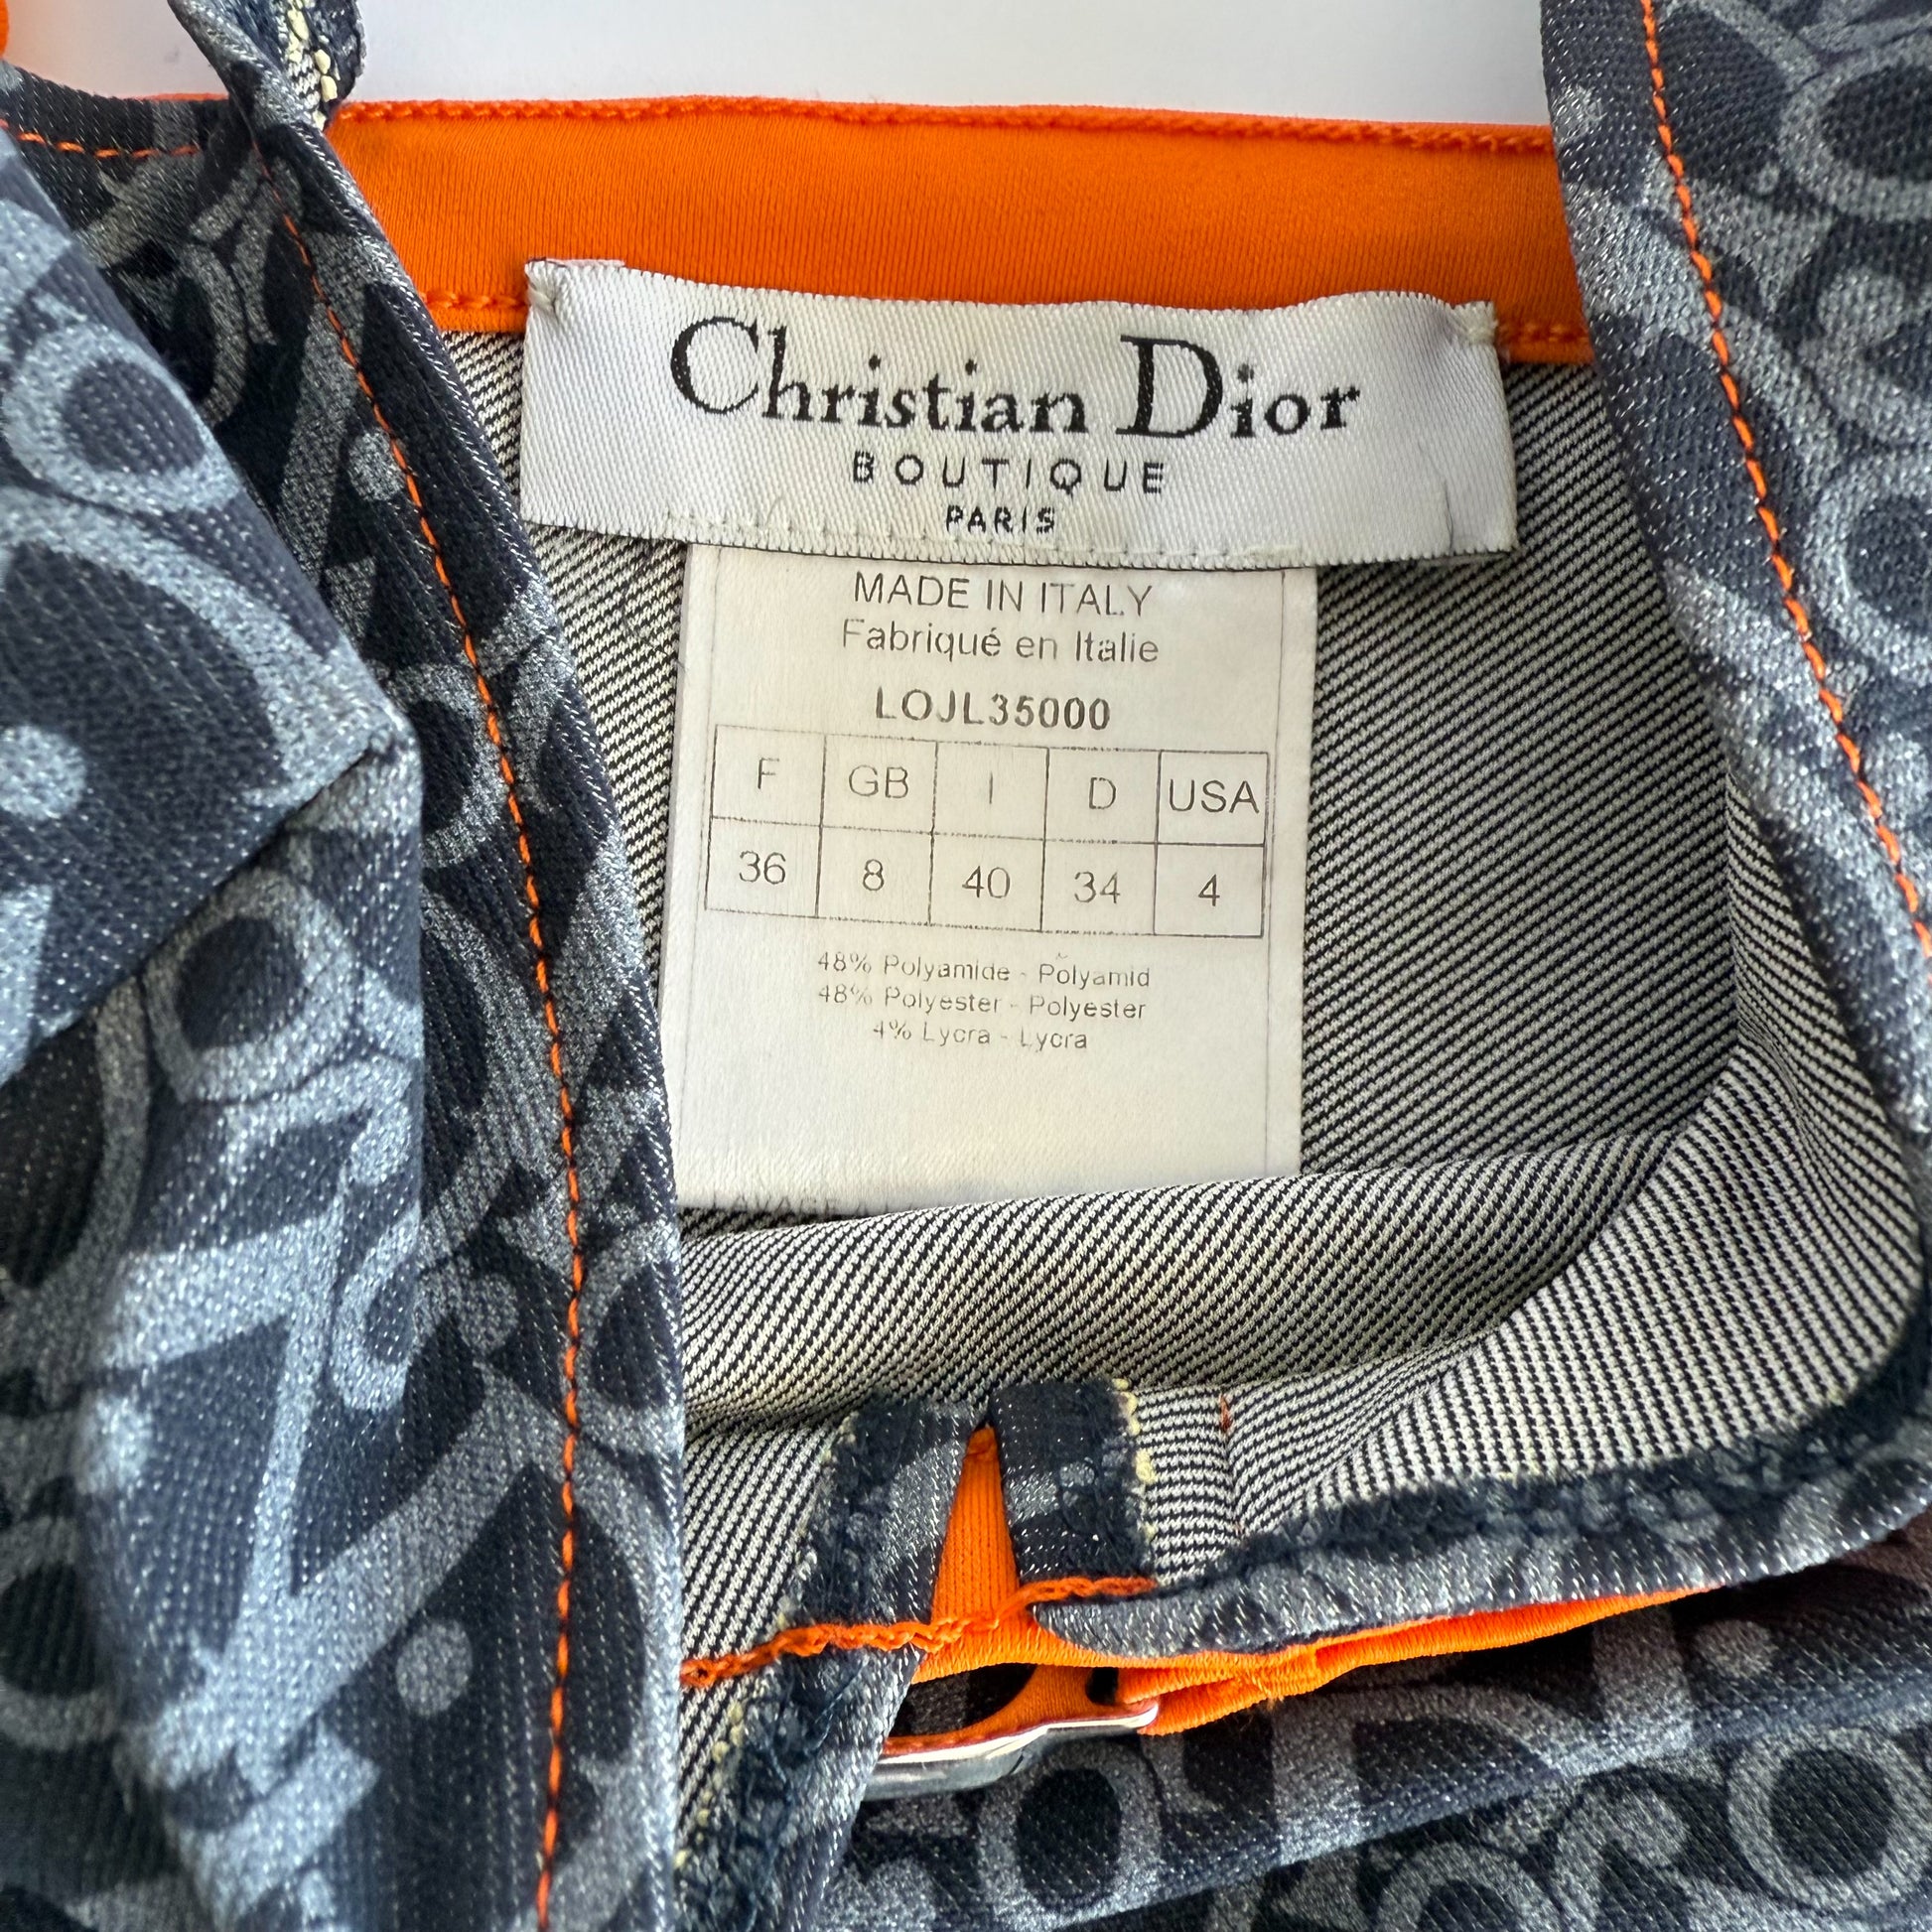 Christian Dior
BOUTIQUE
PARIS
MADE IN ITALY
Fabriqué en Italie
LOJL35000
F GB I D USA
36 8 40 34 4
48% Polyamide - Polyamid
48% Polyester - Polyester
4% Lycra - Lycra